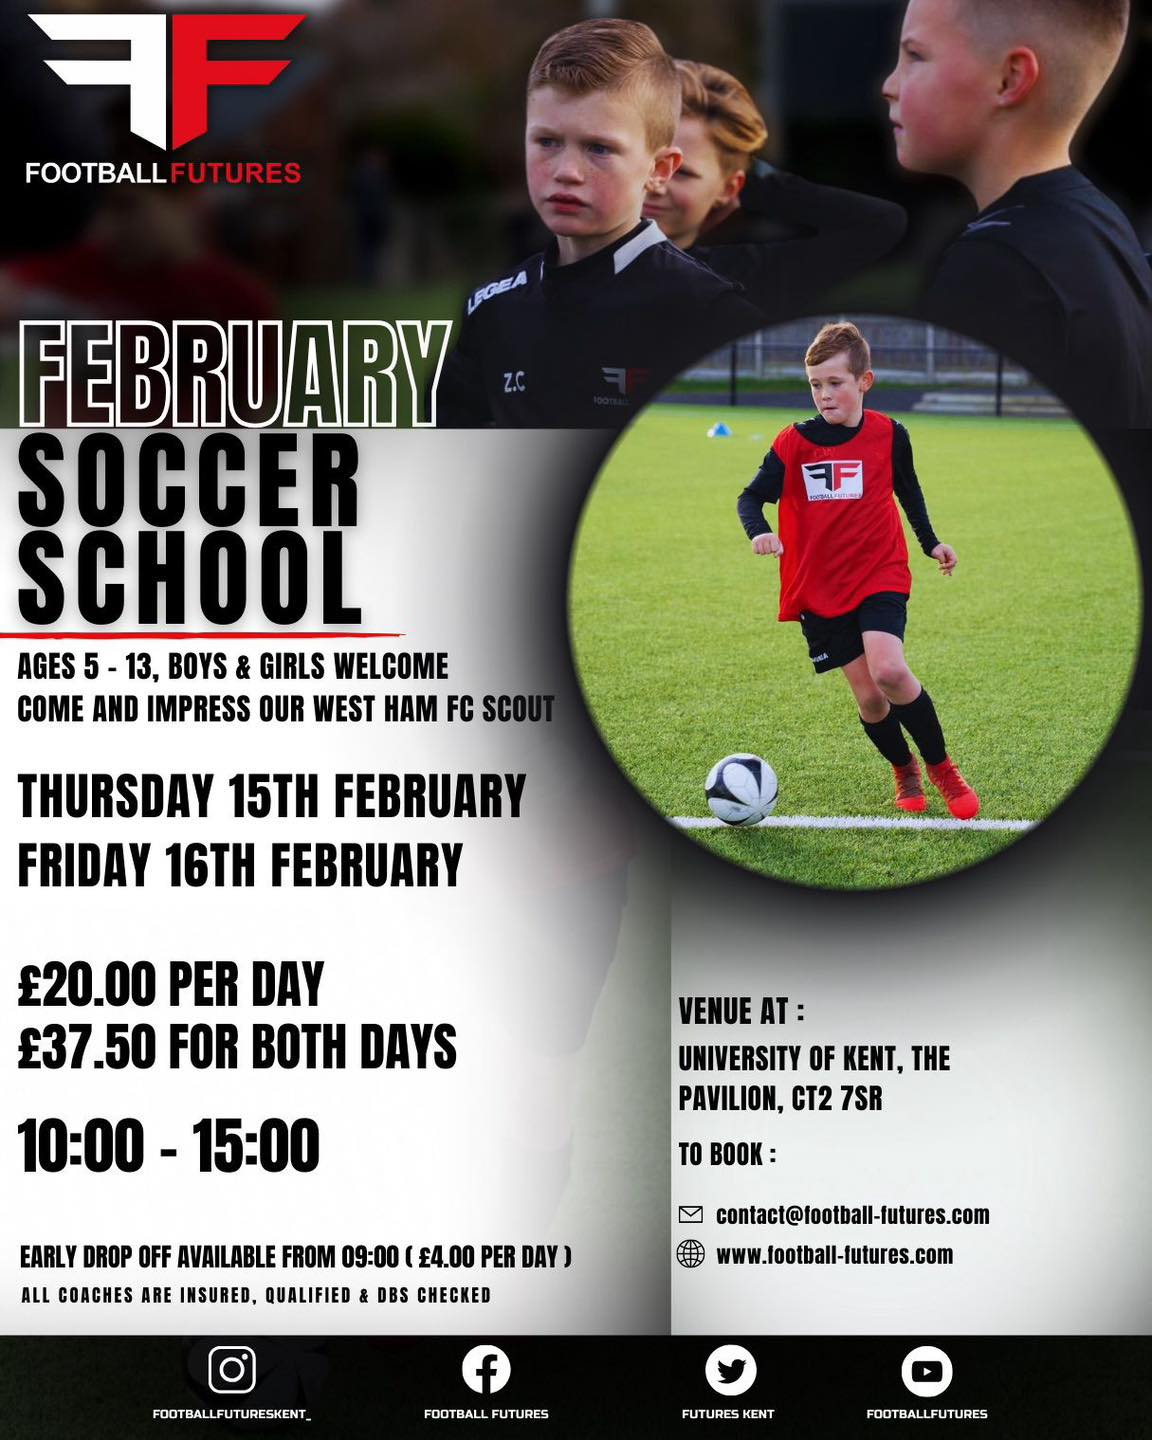 FF
FOOTBALL FUTURES
LEGEA
Z.C
FEBRUARY
SOCCER
SCHOOL
FF
FOOTBALL FUTURES
AGES 5 - 13, BOYS & GIRLS WELCOME
COME AND IMPRESS OUR WEST HAM FC SCOUT
THURSDAY 15TH FEBRUARY
FRIDAY 16TH FEBRUARY
£20.00 PER DAY
£37.50 FOR BOTH DAYS
10:00 - 15:00
EARLY DROP OFF AVAILABLE FROM 09:00 ( £4.00 PER DAY )
ALL COACHES ARE INSURED, QUALIFIED & DBS CHECKED
VENUE AT :
UNIVERSITY OF KENT, THE
PAVILION, CT2 7SR
TO BOOK :
contact@football-futures.com
www.football-futures.com
FOOTBALLFUTURESKENT_
FOOTBALL FUTURES
FUTURES KENT
FOOTBALLFUTURES